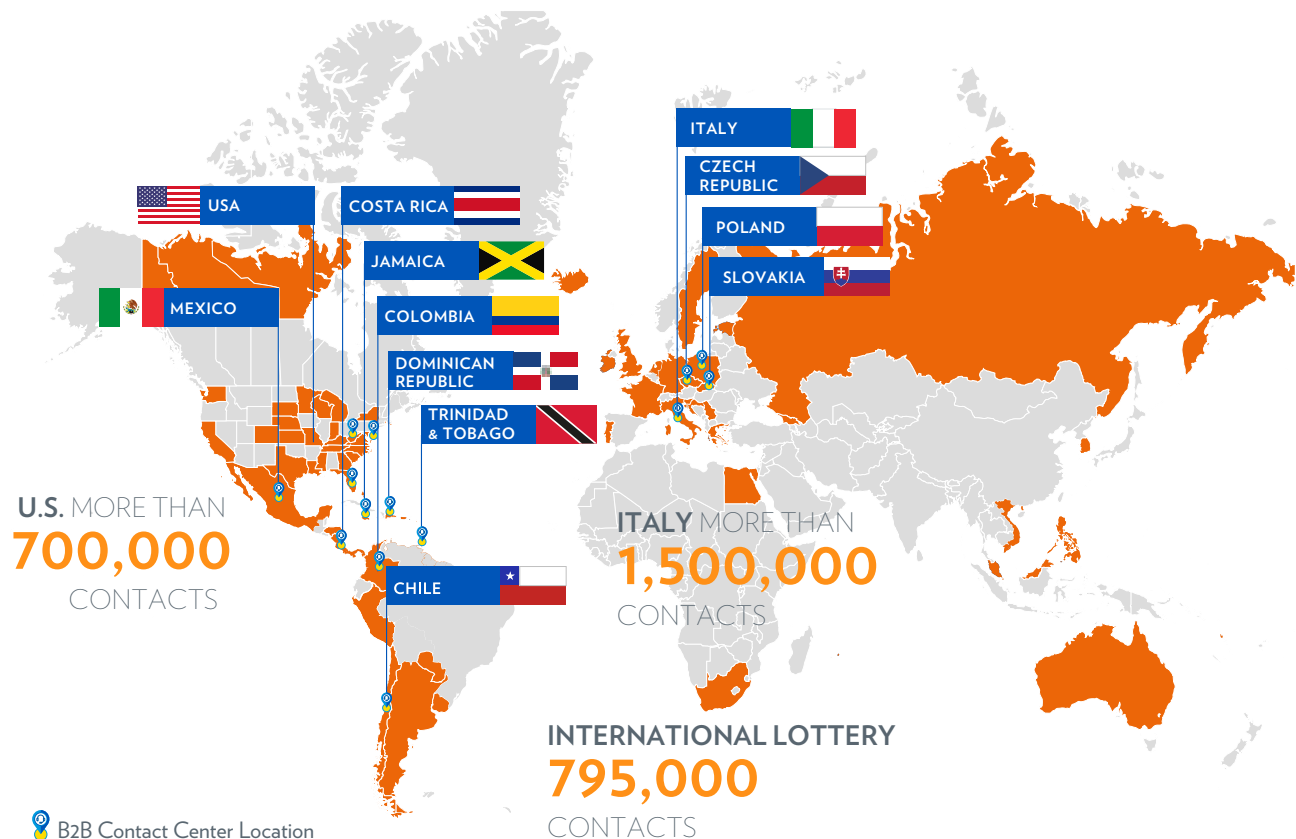 ITALY
CZECH
REPUBLIC
USA
COSTA RICA
POLAND
JAMAICA
SLOVAKIA
MEXICO
COLOMBIA
DOMINICAN
REPUBLIC
TRINIDAD
& TOBAGO
U.S. MORE THAN
700,000
CONTACTS
ITALY MORE THAN
1,500,000
CONTACTS
CHILE
INTERNATIONAL LOTTERY
795,000
CONTACTS
B2B Contact Center Location